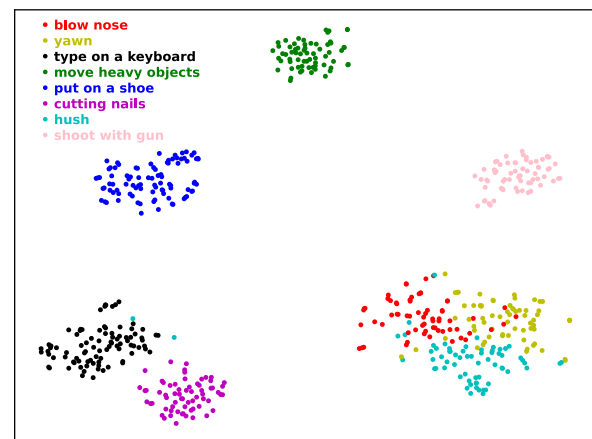 • blow nose
• yawn
• type on a keyboard
• move heavy objects
• put on a shoe
• cutting nails
• hush
• shoot with gun